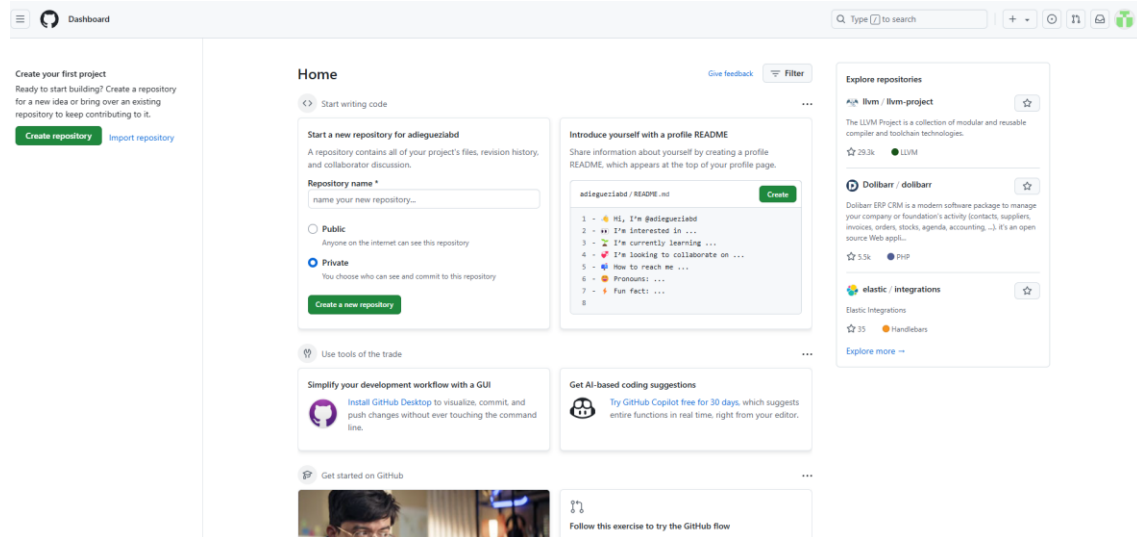 Dashboard
Type / to search
Create your first project
Ready to start building? Create a repository
for a new idea or bring over an existing
repository to keep contributing to it.
Create repository
Import repository
Home
Give feedback
Filter
Start writing code
Start a new repository for adiegueziabd
A repository contains all of your project's files, revision history,
and collaborator discussion.
Repository name *
name your new repository...
Public
Anyone on the internet can see this repository
Private
You choose who can see and commit to this repository
Create a new repository
Introduce yourself with a profile README
Share information about yourself by creating a profile
README, which appears at the top of your profile page.
adiegueziabd / README.md
Create
1 - 👋 Hi, I'm @adiegueziabd
2 - 👀 I'm interested in ...
3 - 🌱 I'm currently learning ...
4 - 💞️ I'm looking to collaborate on ...
5 - 📫 How to reach me ...
6 - 😄 Pronouns: ...
7 - ⚡ Fun fact: ...
8
Use tools of the trade
Simplify your development workflow with a GUI
Install GitHub Desktop to visualize, commit, and
push changes without ever touching the command
line.
Get AI-based coding suggestions
Try GitHub Copilot free for 30 days, which suggests
entire functions in real time, right from your editor.
Get started on GitHub
Follow this exercise to try the GitHub flow
Explore repositories
llvm / llvm-project
The LLVM Project is a collection of modular and reusable
compiler and toolchain technologies.
29.3k LLVM
Dolibarr / dolibarr
Dolibarr ERP CRM is a modern software package to manage
your company or foundation's activity (contacts, suppliers,
invoices, orders, stocks, agenda, accounting, ...). it's an open
source Web appli...
5.5k PHP
elastic / integrations
Elastic Integrations
35 Handlebars
Explore more →